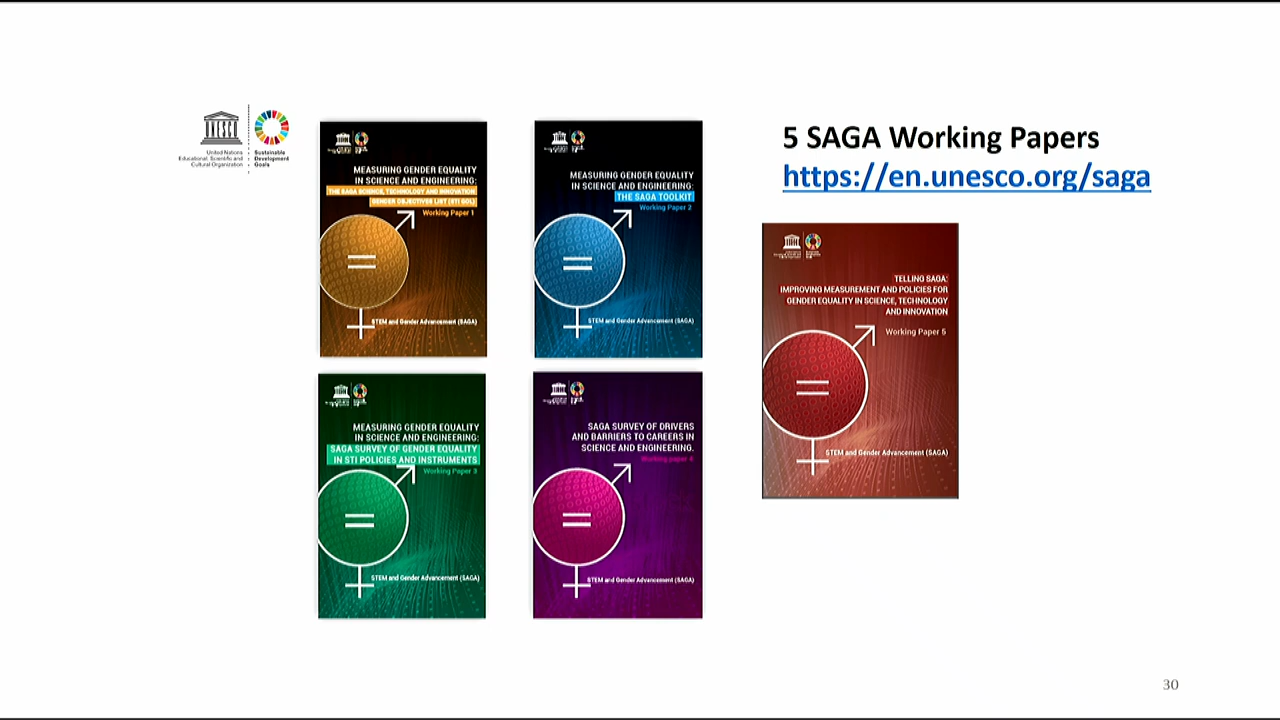 United Nations
Educational, Scientific and
Cultural Organization
Sustainable
Development
Goals
MEASURING GENDER EQUALITY
IN SCIENCE AND ENGINEERING:
THE SAGA SCIENCE, TECHNOLOGY AND INNOVATION
GENDER OBJECTIVES LIST (STI GOL)
Working Paper 1
STEM and Gender Advancement (SAGA)
MEASURING GENDER EQUALITY
IN SCIENCE AND ENGINEERING:
THE SAGA TOOLKIT
Working Paper 2
STEM and Gender Advancement (SAGA)
5 SAGA Working Papers
https://en.unesco.org/saga
TELLING SAGA:
IMPROVING MEASUREMENT AND POLICIES FOR
GENDER EQUALITY IN SCIENCE, TECHNOLOGY
AND INNOVATION
Working Paper 5
STEM and Gender Advancement (SAGA)
MEASURING GENDER EQUALITY
IN SCIENCE AND ENGINEERING:
SAGA SURVEY OF GENDER EQUALITY
IN STI POLICIES AND INSTRUMENTS
Working Paper 3
STEM and Gender Advancement (SAGA)
SAGA SURVEY OF DRIVERS
AND BARRIERS TO CAREERS IN
SCIENCE AND ENGINEERING.
Working paper 4
STEM and Gender Advancement (SAGA)
30